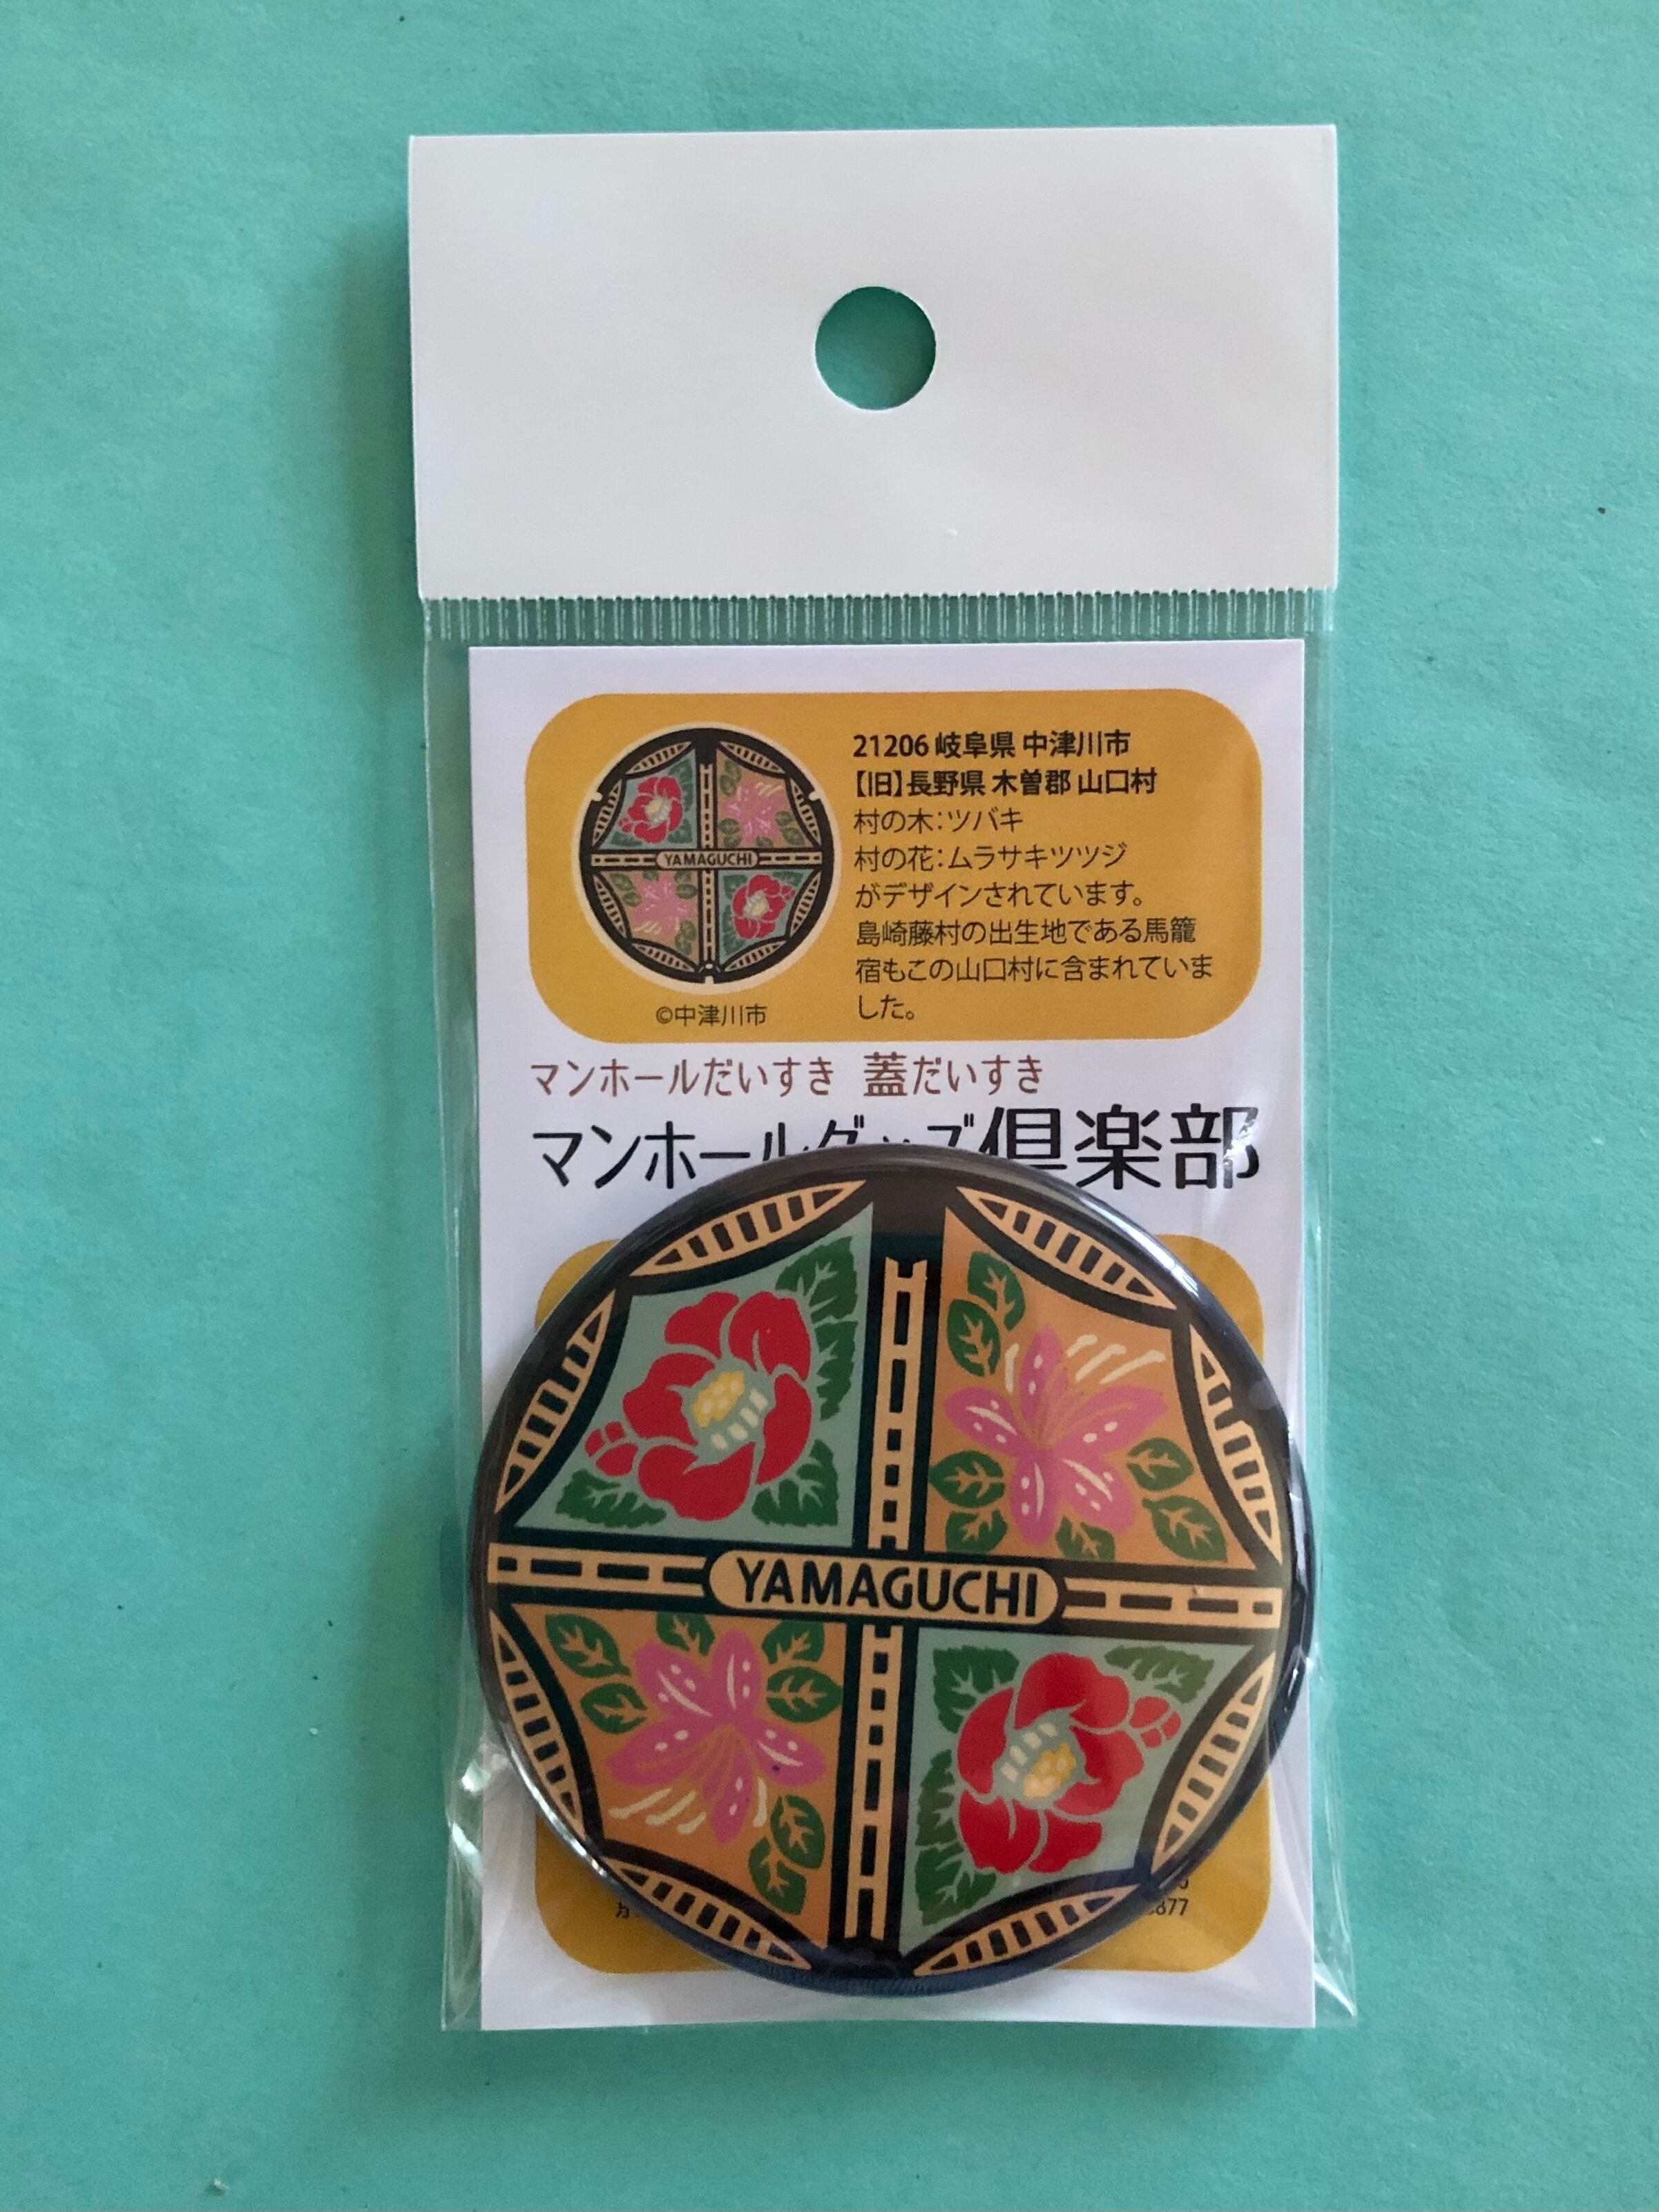 21206 岐阜県 中津川市
【旧】長野県 木曽郡 山口村
村の木：ツバキ
村の花：ムラサキツツジ
がデザインされています。
島崎藤村の出生地である馬籠
宿もこの山口村に含まれていま
した。
YAMAGUCHI
©中津川市
マンホールだいすき 蓋だいすき
マンホールグッズ倶楽部
YAMAGUCHI
877